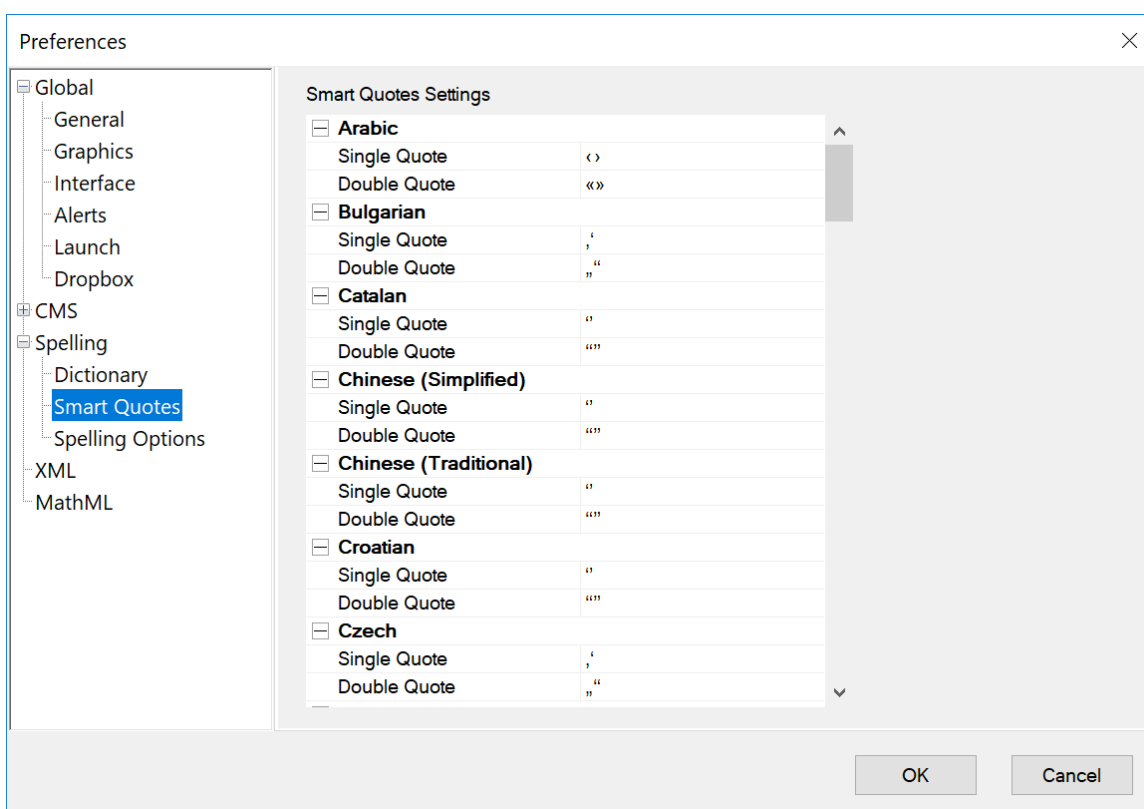 Preferences
Global
General
Graphics
Interface
Alerts
Launch
Dropbox
CMS
Spelling
Dictionary
Smart Quotes
Spelling Options
XML
MathML
Smart Quotes Settings
Arabic
Single Quote ‹›
Double Quote «»
Bulgarian
Single Quote ‚‘
Double Quote „“
Catalan
Single Quote ‘’
Double Quote “”
Chinese (Simplified)
Single Quote ‘’
Double Quote “”
Chinese (Traditional)
Single Quote ‘’
Double Quote “”
Croatian
Single Quote ‘’
Double Quote “”
Czech
Single Quote ‚‘
Double Quote „“
OK Cancel